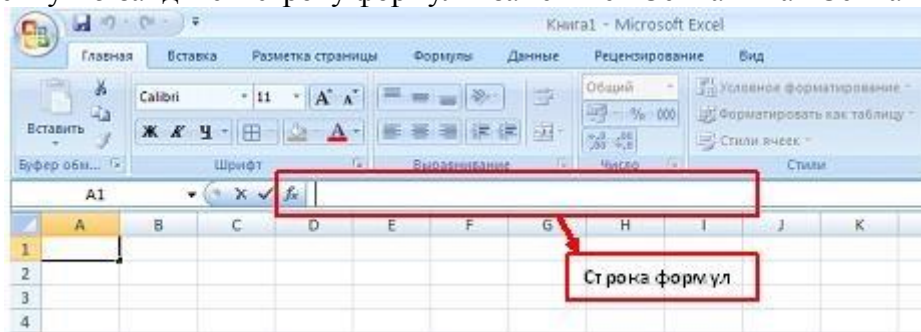 Книга1 - Microsoft Excel
Главная Вставка Разметка страницы Формулы Данные Рецензирование Вид
Calibri 11 А А Общий Условное форматирование
Вставить Ж К Ч А % 000 Форматировать как таблицу
Стили ячеек
Буфер обм... Шрифт Выравнивание Число Стили
A1 fx
A B C D E F G H I J K
1
2
Строка формул
3
4